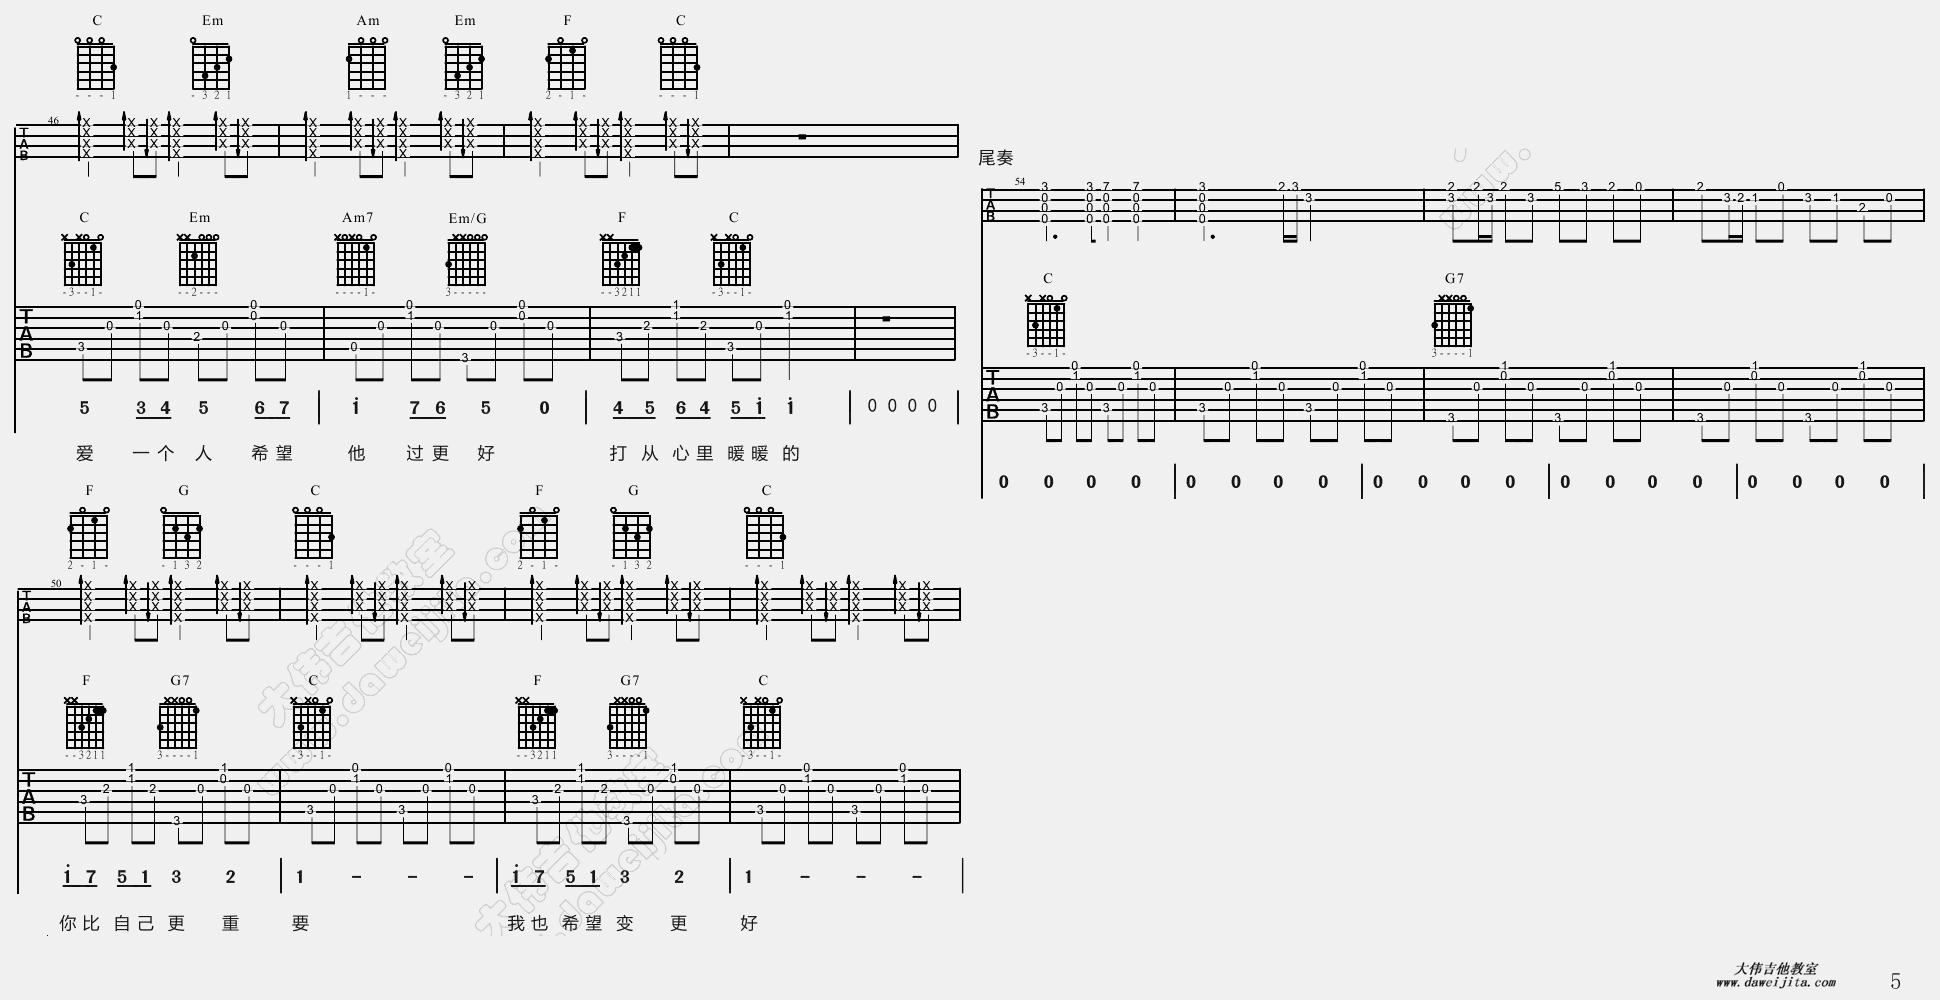 C Em Am Em F C
46
C Em Am7 Em/G F C
5 3 4 5 6 7 1 7 6 5 0 4 5 6 4 5 1 1 0 0 0 0
爱 一个 人 希望 他 过更 好 打 从 心里 暖暖 的
F G C F G C
50
F G7 C F G7 C
1 7 5 1 3 2 1 - - - 1 7 5 1 3 2 1 - - -
你比 自己 更 重 要 我也 希望 变 更 好
尾奏
54
C G7
0 0 0 0 0 0 0 0 0 0 0 0 0 0 0 0 0 0 0 0
大伟吉他教室
www.daweijita.com
5